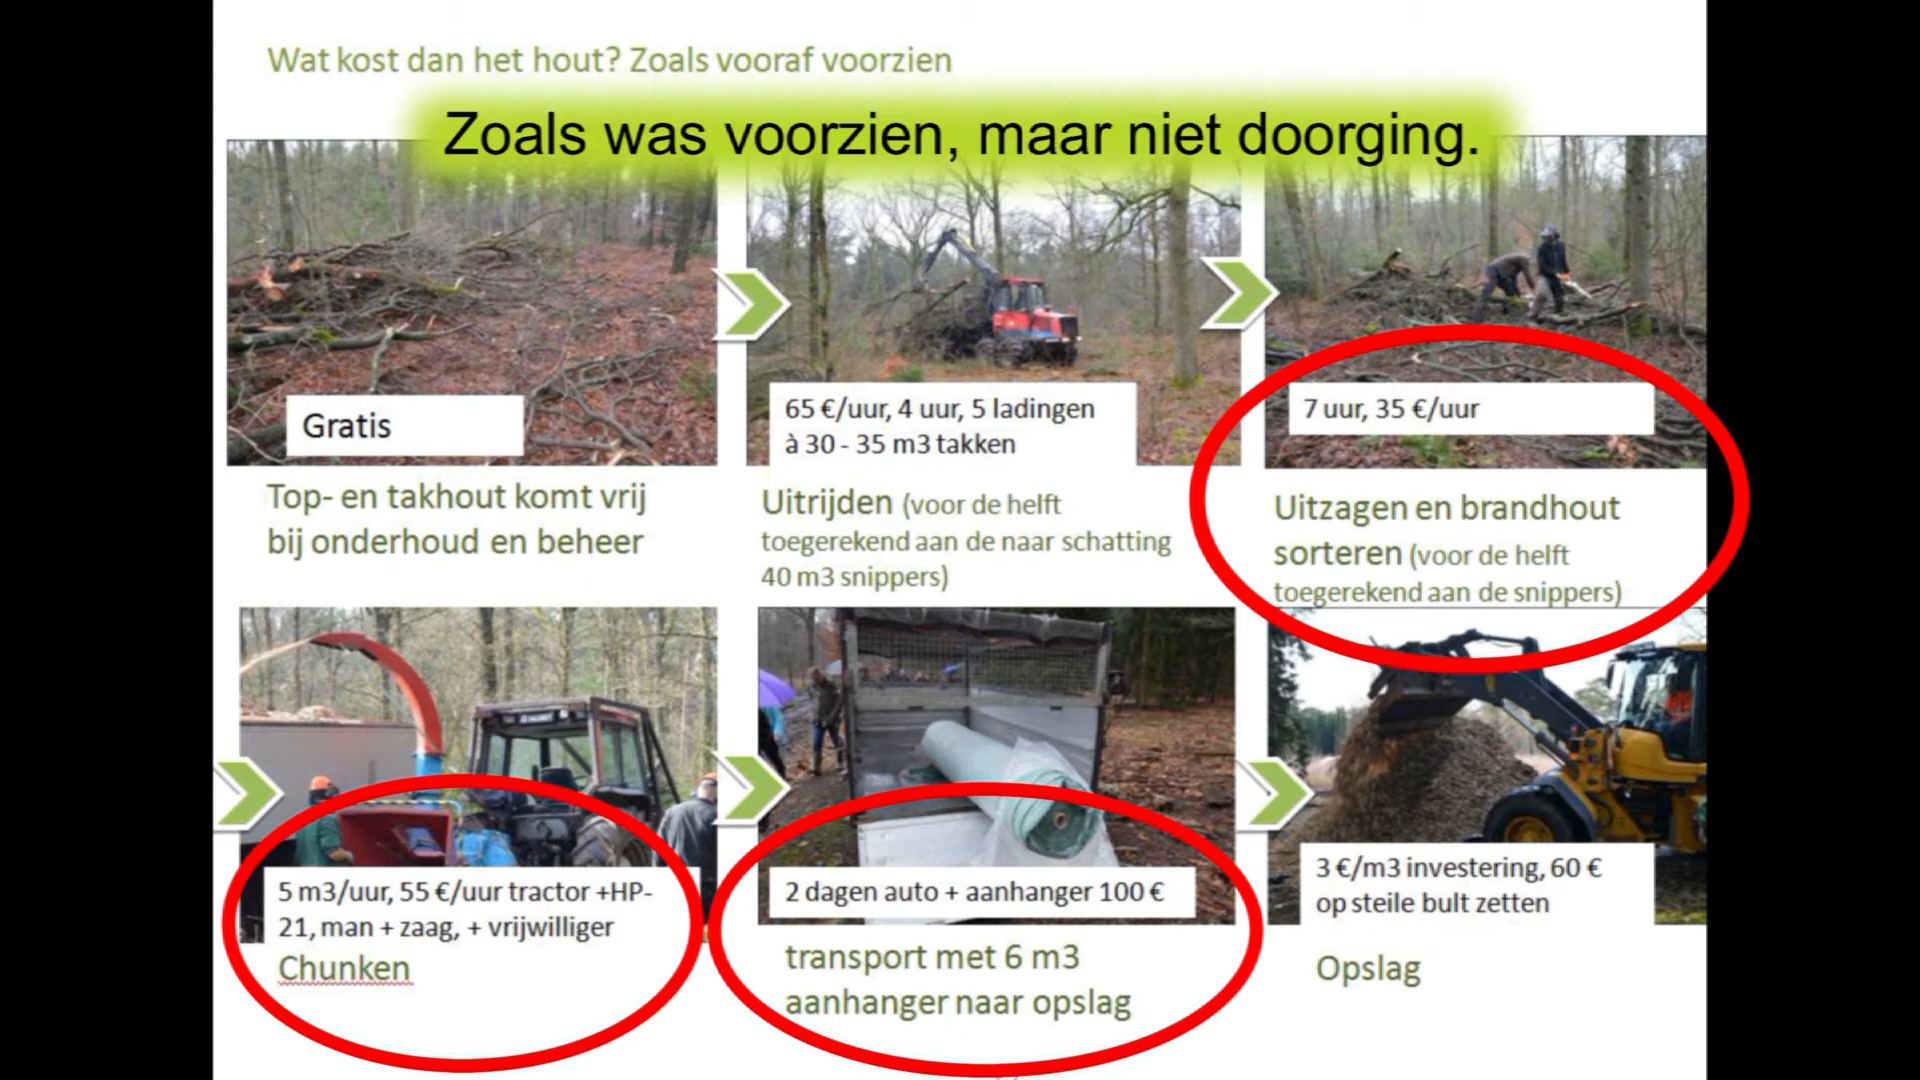 Wat kost dan het hout? Zoals vooraf voorzien
Zoals was voorzien, maar niet doorging.
Gratis
Top- en takhout komt vrij
bij onderhoud en beheer
65 €/uur, 4 uur, 5 ladingen
à 30 - 35 m3 takken
Uitrijden (voor de helft
toegerekend aan de naar schatting
40 m3 snippers)
7 uur, 35 €/uur
Uitzagen en brandhout
sorteren (voor de helft
toegerekend aan de snippers)
5 m3/uur, 55 €/uur tractor +HP-
21, man + zaag, + vrijwilliger
Chunken
2 dagen auto + aanhanger 100 €
transport met 6 m3
aanhanger naar opslag
3 €/m3 investering, 60 €
op steile bult zetten
Opslag